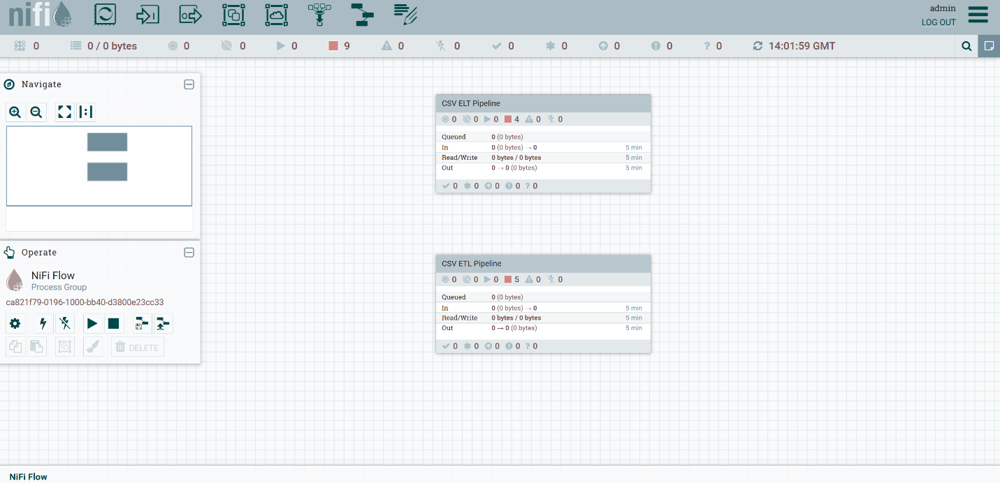 nifi
admin
LOG OUT
0 0 / 0 bytes 0 0 0 9 0 0 0 0 0 0 0 14:01:59 GMT
Navigate
Operate
NiFi Flow
Process Group
ca821f79-0196-1000-bb40-d3800e23cc33
DELETE
CSV ELT Pipeline
0 0 0 4 0 0
Queued 0 (0 bytes)
In 0 (0 bytes) → 0 5 min
Read/Write 0 bytes / 0 bytes 5 min
Out 0 → 0 (0 bytes) 5 min
0 0 0 0 ? 0
CSV ETL Pipeline
0 0 0 5 0 0
Queued 0 (0 bytes)
In 0 (0 bytes) → 0 5 min
Read/Write 0 bytes / 0 bytes 5 min
Out 0 → 0 (0 bytes) 5 min
0 0 0 0 ? 0
NiFi Flow